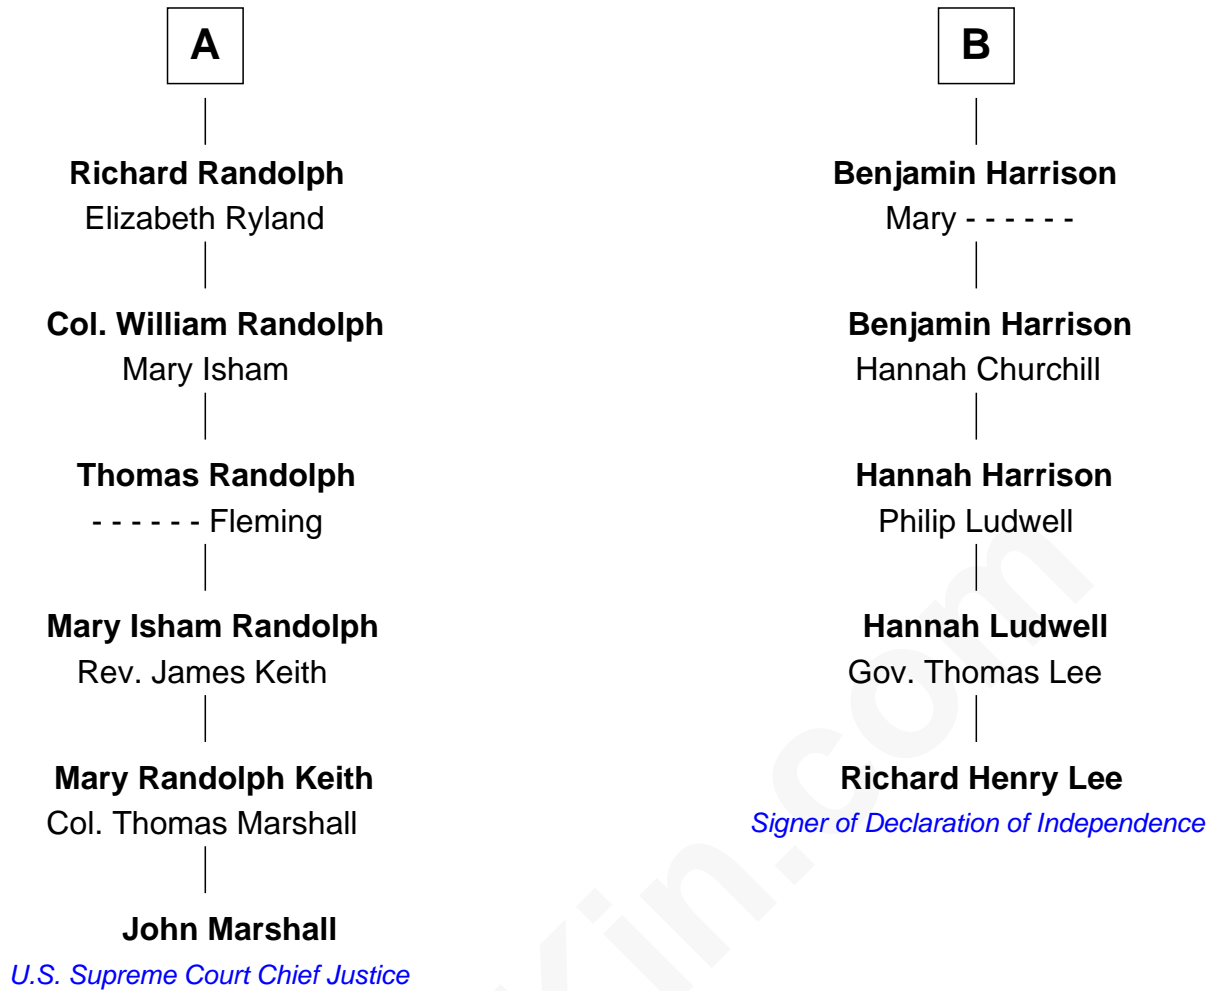 A
Richard Randolph
Elizabeth Ryland
Col. William Randolph
Mary Isham
Thomas Randolph
- - - - - - Fleming
Mary Isham Randolph
Rev. James Keith
Mary Randolph Keith
Col. Thomas Marshall
John Marshall
U.S. Supreme Court Chief Justice
B
Benjamin Harrison
Mary - - - - - -
Benjamin Harrison
Hannah Churchill
Hannah Harrison
Philip Ludwell
Hannah Ludwell
Gov. Thomas Lee
Richard Henry Lee
Signer of Declaration of Independence
Kin.com